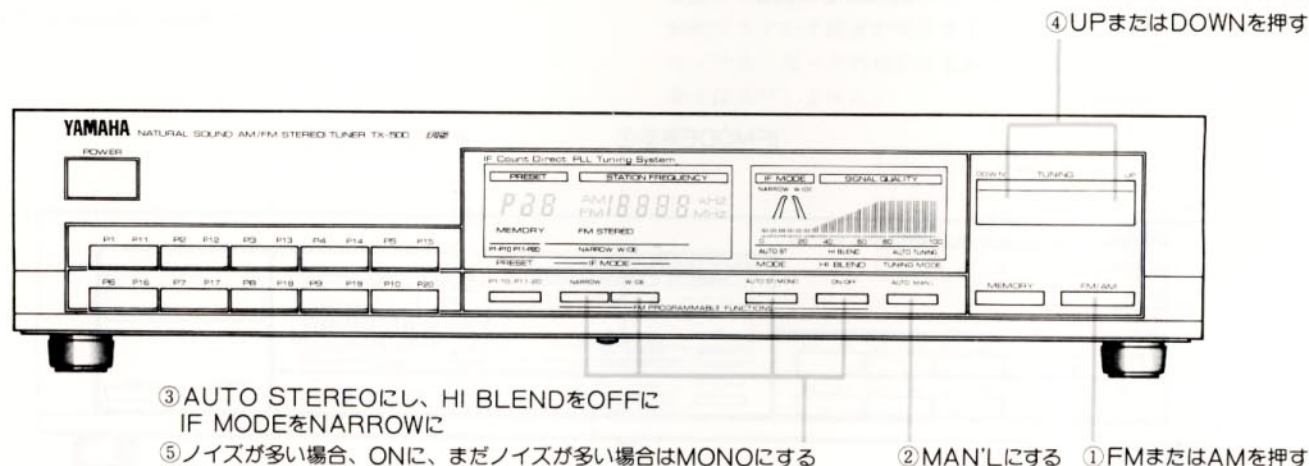 ④UPまたはDOWNを押す
YAMAHA NATURAL SOUND AM/FM STEREO TUNER TX-500
POWER
IF Count Direct PLL Tuning System
PRESET STATION FREQUENCY
IF MODE SIGNAL QUALITY
NARROW WIDE
DOWN TUNING UP
AM kHz
FM MHz
MEMORY FM STEREO
0 20 40 60 80 100
P1-P10 P11-P20 NARROW WIDE
AUTO ST HI BLEND AUTO TUNING
PRESET IF MODE
MODE HI BLEND TUNING MODE
P1 P11 P2 P12 P3 P13 P4 P14 P5 P15
P6 P16 P7 P17 P8 P18 P9 P19 P10 P20
P1-10, P11-20 NARROW WIDE AUTO ST/MONO ON/OFF AUTO/MAN'L
MEMORY FM/AM
FM PROGRAMMABLE FUNCTIONS
③AUTO STEREOにし、HI BLENDをOFFに
IF MODEをNARROWに
⑤ノイズが多い場合、ONに、まだノイズが多い場合はMONOにする
②MAN'Lにする ①FMまたはAMを押す